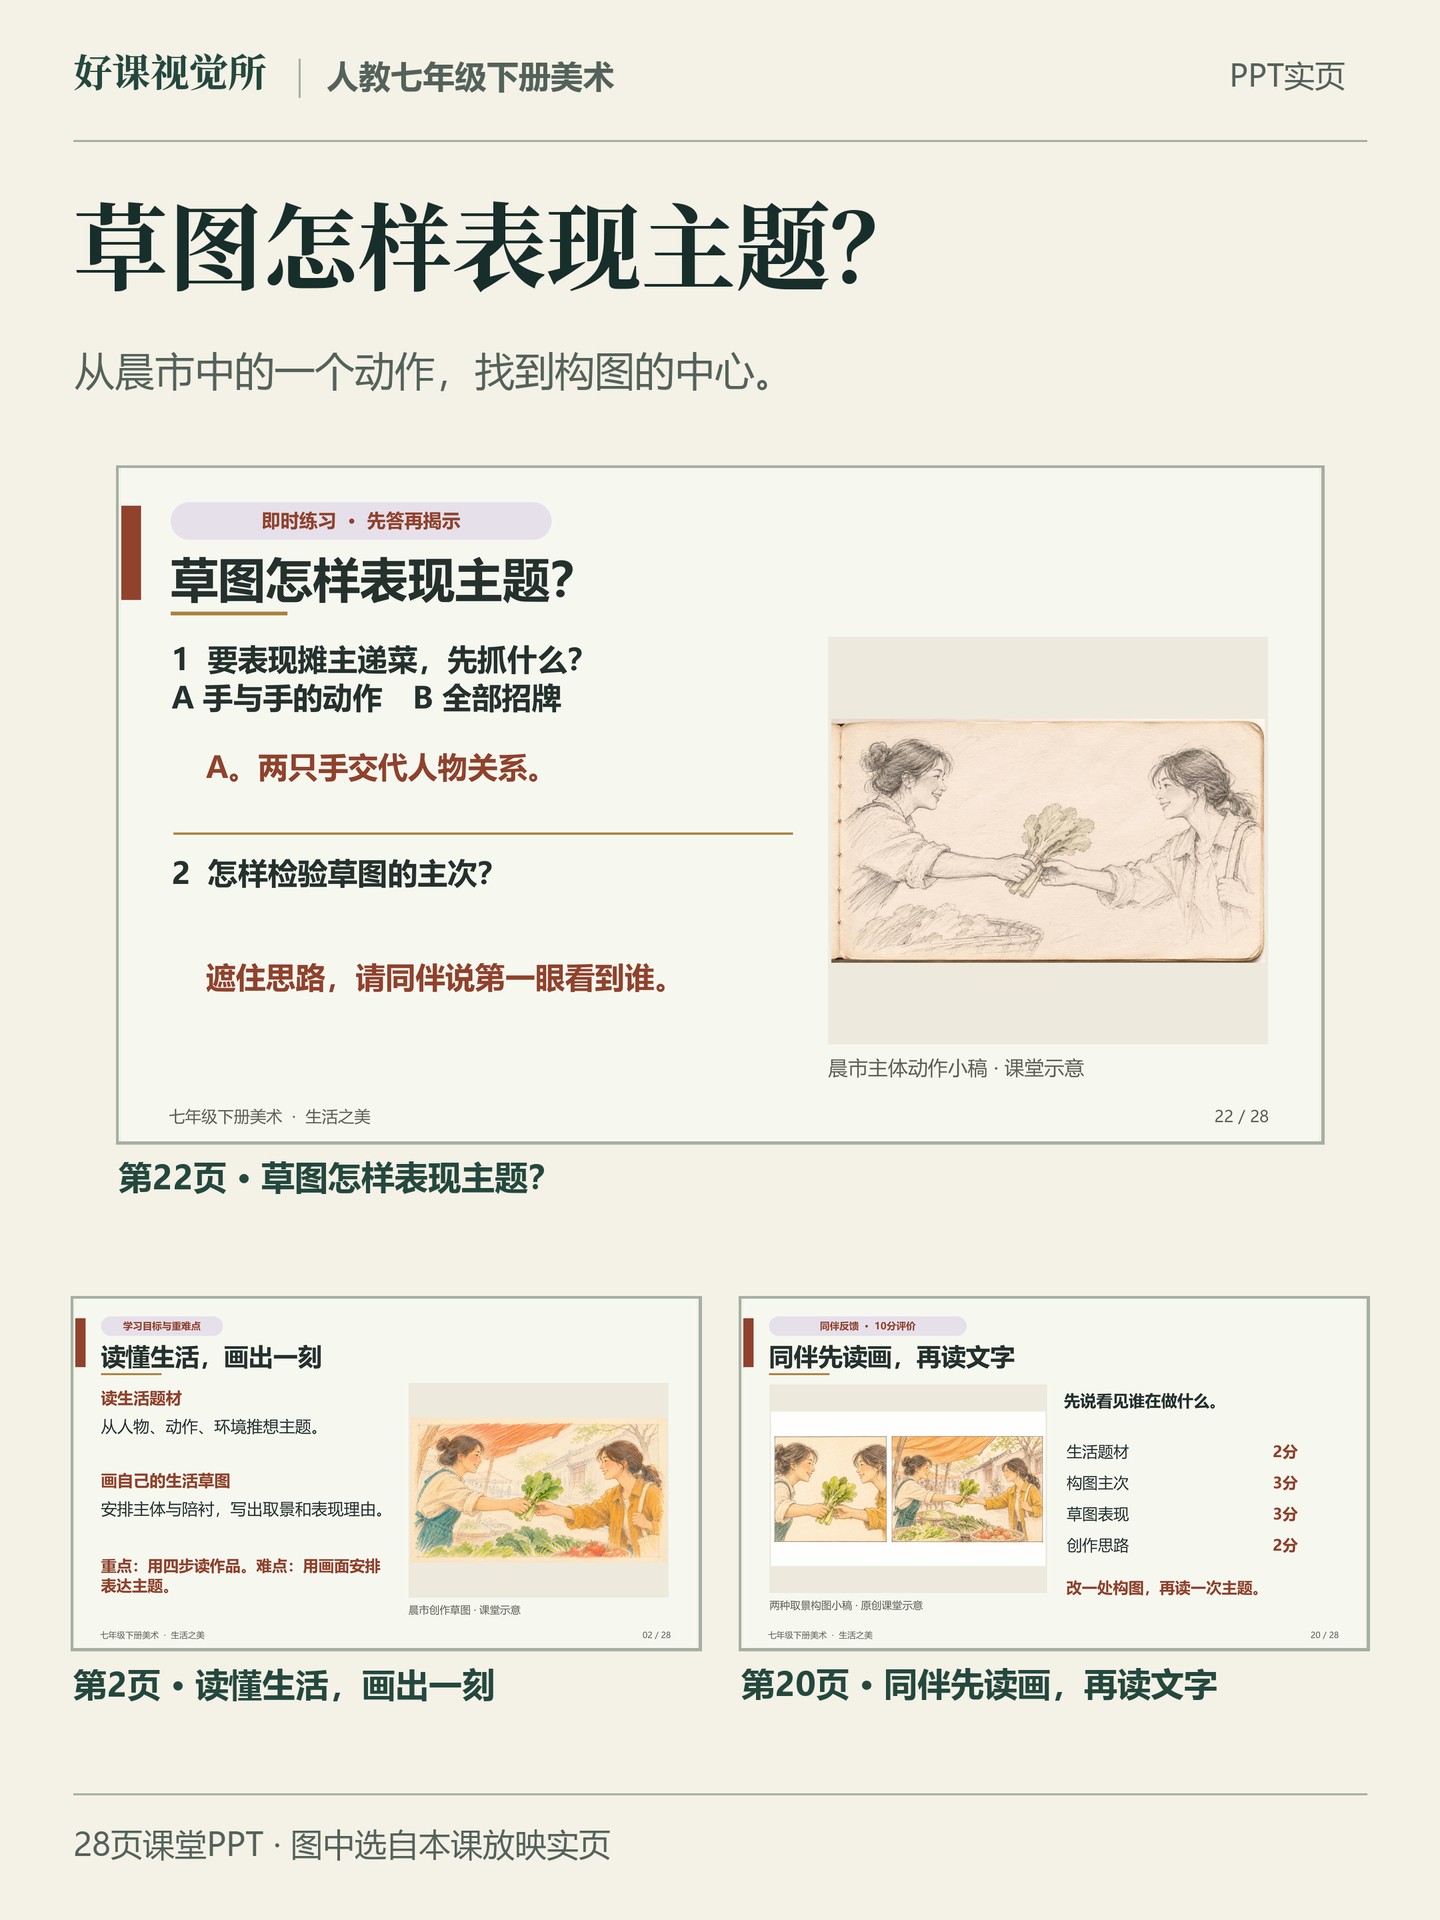 好课视觉所
人教七年级下册美术
PPT实页
草图怎样表现主题？
从晨市中的一个动作，找到构图的中心。
即时练习 • 先答再揭示
草图怎样表现主题？
1 要表现摊主递菜，先抓什么？
A 手与手的动作 B 全部招牌
A。两只手交代人物关系。
2 怎样检验草图的主次？
遮住思路，请同伴说第一眼看到谁。
晨市主体动作小稿 · 课堂示意
七年级下册美术 · 生活之美
22 / 28
第22页 • 草图怎样表现主题？
学习目标与重难点
读懂生活，画出一刻
读生活题材
从人物、动作、环境推想主题。
画自己的生活草图
安排主体与陪衬，写出取景和表现理由。
重点：用四步读作品。难点：用画面安排
表达主题。
晨市创作草图 · 课堂示意
七年级下册美术 · 生活之美
02 / 28
第2页 • 读懂生活，画出一刻
同伴反馈 • 10分评价
同伴先读画，再读文字
先说看见谁在做什么。
生活题材 2分
构图主次 3分
草图表现 3分
创作思路 2分
改一处构图，再读一次主题。
两种取景构图小稿 · 原创课堂示意
七年级下册美术 · 生活之美
20 / 28
第20页 • 同伴先读画，再读文字
28页课堂PPT · 图中选自本课放映实页